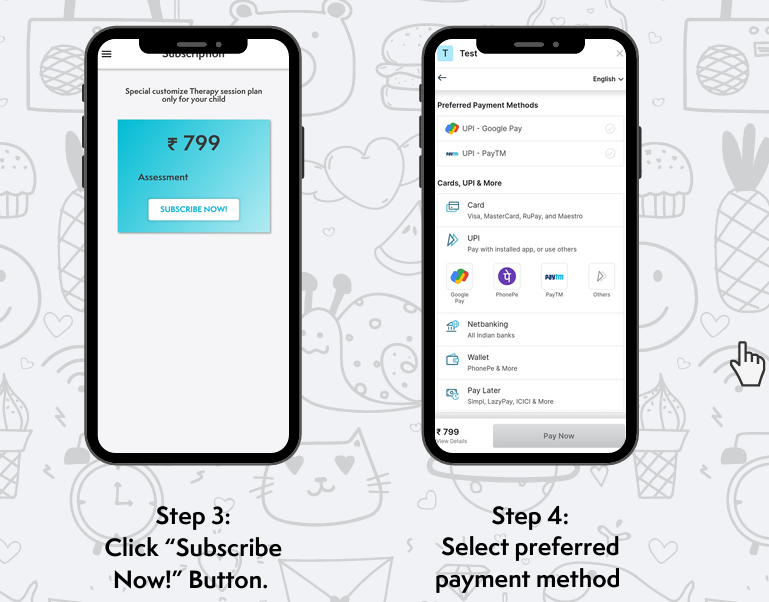 Subscription
Special customize Therapy session plan
only for your child
₹ 799
Assessment
SUBSCRIBE NOW!
Step 3:
Click “Subscribe
Now!” Button.
T Test
English
Preferred Payment Methods
UPI - Google Pay
UPI - PayTM
Cards, UPI & More
Card
Visa, MasterCard, RuPay, and Maestro
UPI
Pay with installed app, or use others
Google
Pay
PhonePe
PayTM
Others
Netbanking
All Indian banks
Wallet
PhonePe & More
Pay Later
Simpl, LazyPay, ICICI & More
₹ 799
View Details
Pay Now
Step 4:
Select preferred
payment method